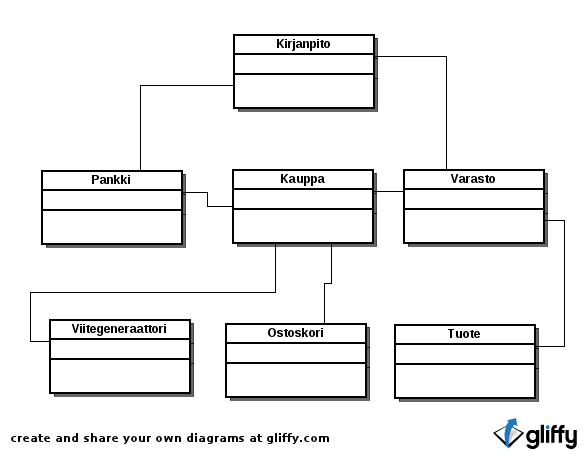 Kirjanpito
Pankki
Kauppa
Varasto
Viitegeneraattori
Ostoskori
Tuote
create and share your own diagrams at gliffy.com
gliffy